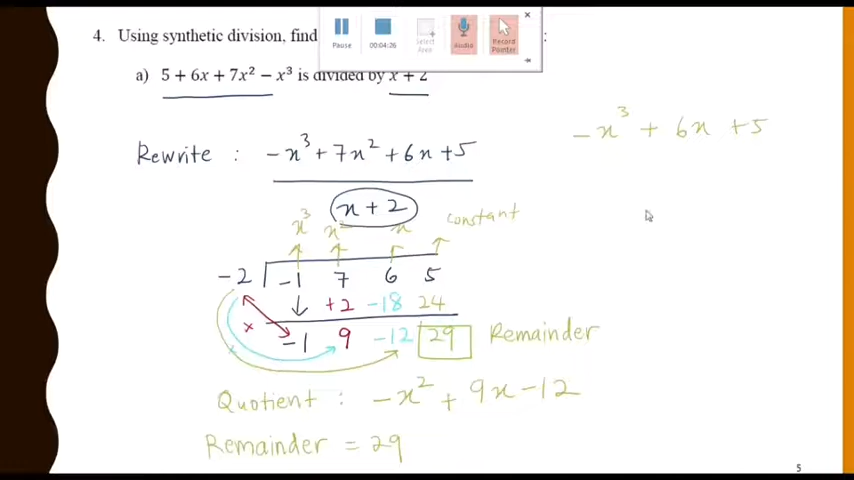 4. Using synthetic division, find
:
Pause
00:04:26
Select Area
Audio
Record Pointer
a) 5 + 6x + 7x² − x³ is divided by x + 2
−x³ + 6x + 5
Rewrite : −x³ + 7x² + 6x + 5
x + 2
x³ x² x constant
−2 −1 7 6 5
+2 −18 24
× −1 9 −12 29 Remainder
×
Quotient : −x² + 9x − 12
Remainder = 29
5